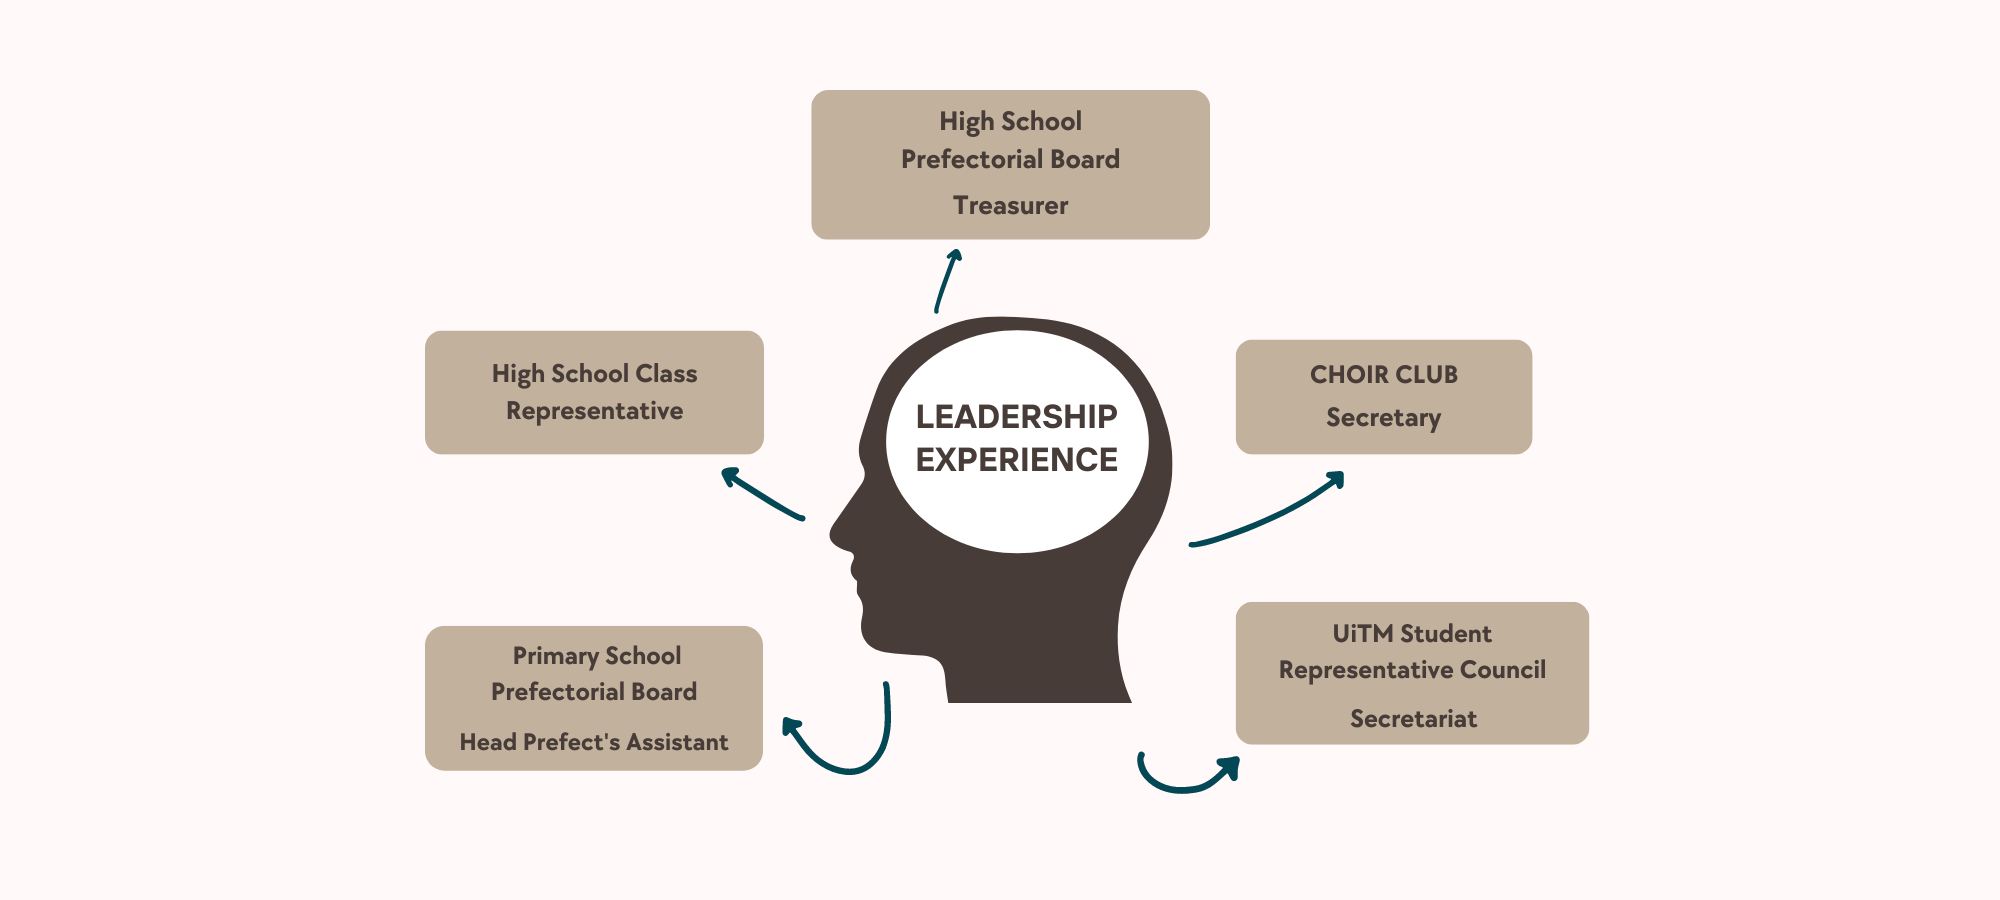 High School
Prefectorial Board
Treasurer
High School Class
Representative
LEADERSHIP
EXPERIENCE
CHOIR CLUB
Secretary
Primary School
Prefectorial Board
Head Prefect's Assistant
UiTM Student
Representative Council
Secretariat